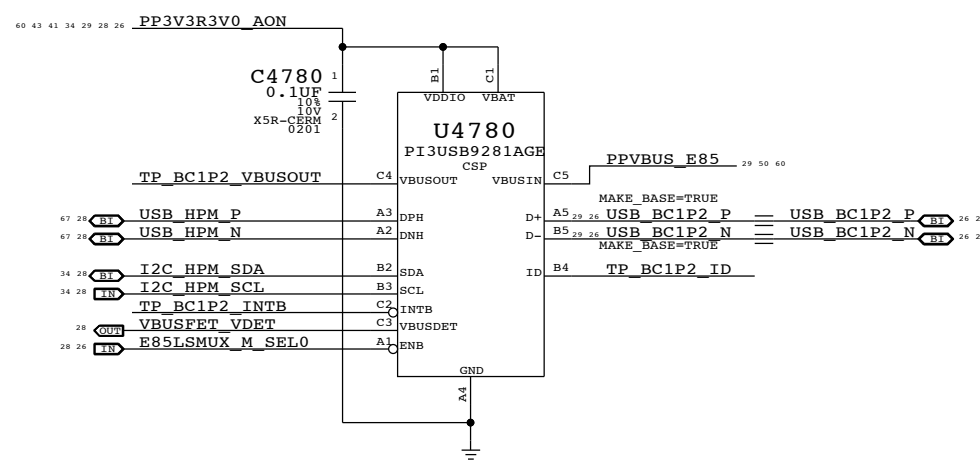 60 43 41 34 29 28 26 PP3V3R3V0_AON
C4780 1
0.1UF
10%
10V
X5R-CERM 2
0201
B1 C1
VDDIO VBAT
U4780
PI3USB9281AGE
CSP
PPVBUS_E85 29 50 60
TP_BC1P2_VBUSOUT C4 VBUSOUT VBUSIN C5
MAKE_BASE=TRUE
67 28 BI USB_HPM_P A3 DPH D+ A5 29 26 USB_BC1P2_P USB_BC1P2_P BI 26 2
67 28 BI USB_HPM_N A2 DNH D- B5 29 26 USB_BC1P2_N USB_BC1P2_N BI 26 2
MAKE_BASE=TRUE
34 28 BI I2C_HPM_SDA B2 SDA ID B4 TP_BC1P2_ID
34 28 IN I2C_HPM_SCL B3 SCL
TP_BC1P2_INTB C2 INTB
28 OUT VBUSFET_VDET C3 VBUSDET
28 26 IN E85LSMUX_M_SEL0 A1 ENB
GND
A4